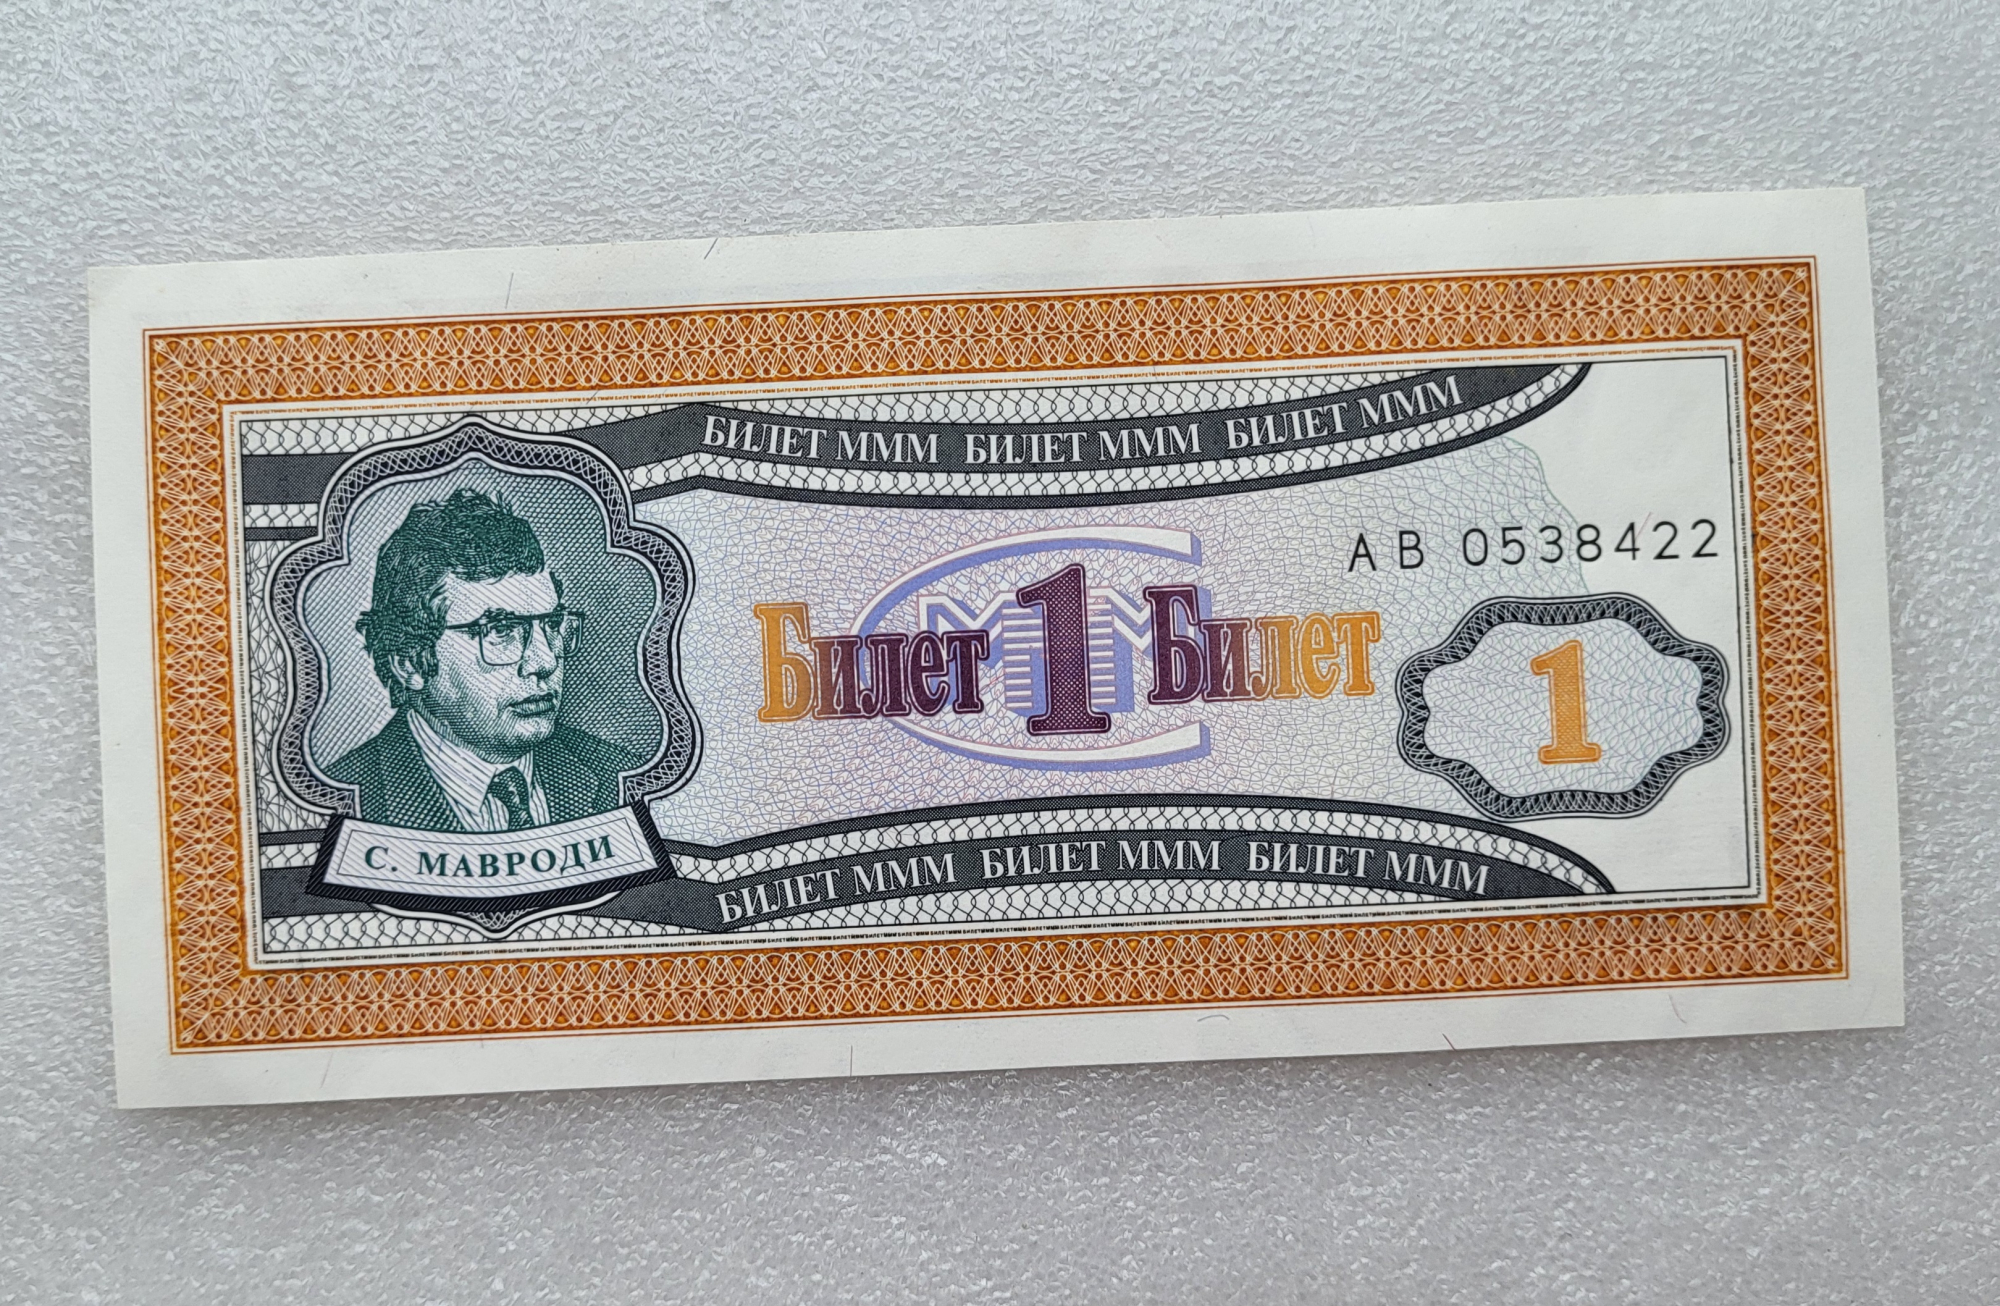 БИЛЕТ МММ БИЛЕТ МММ БИЛЕТ МММ
АВ 0538422
Билет 1 Билет
ММ
1
С. МАВРОДИ
БИЛЕТ МММ БИЛЕТ МММ БИЛЕТ МММ